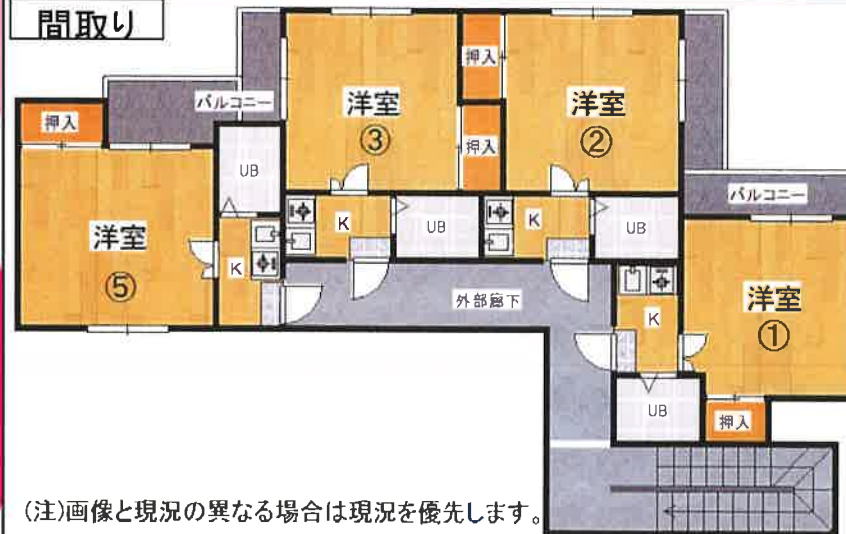 間取り
バルコニー
押入
洋室
③
押入
押入
洋室
②
UB
バルコニー
洋室
⑤
K
K
UB
K
UB
外部廊下
K
洋室
①
UB
押入
(注)画像と現況の異なる場合は現況を優先します。